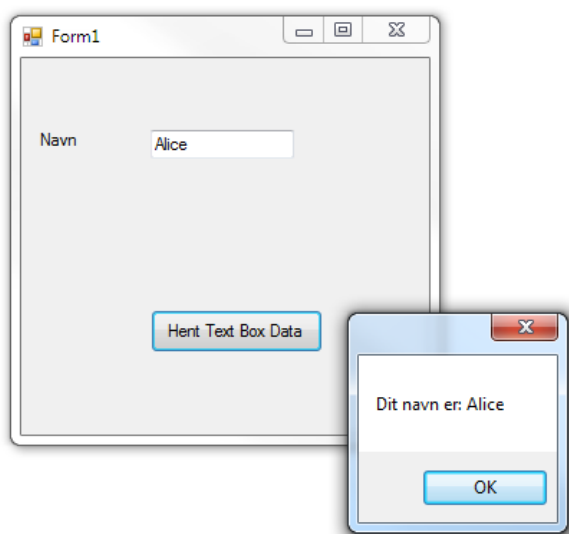 Form1
Navn
Alice
Hent Text Box Data
Dit navn er: Alice
OK